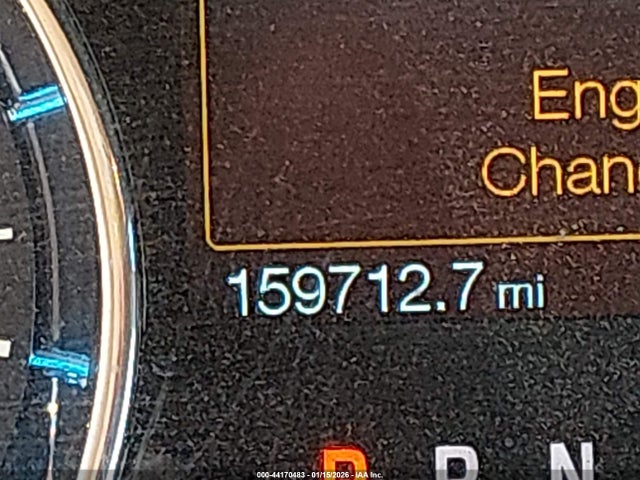 Eng
Chan
159712.7 mi
P R N
000-44170483 - 01/15/2026 - IAA Inc.